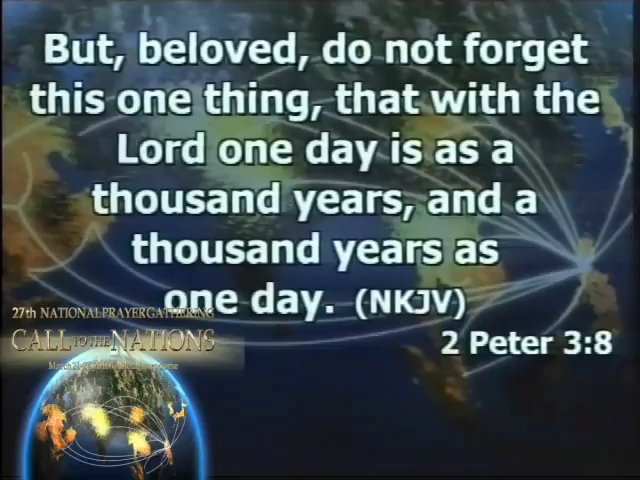 But, beloved, do not forget
this one thing, that with the
Lord one day is as a
thousand years, and a
thousand years as
one day. (NKJV)
2 Peter 3:8
27th NATIONAL PRAYER GATHERING
CALL TO THE NATIONS